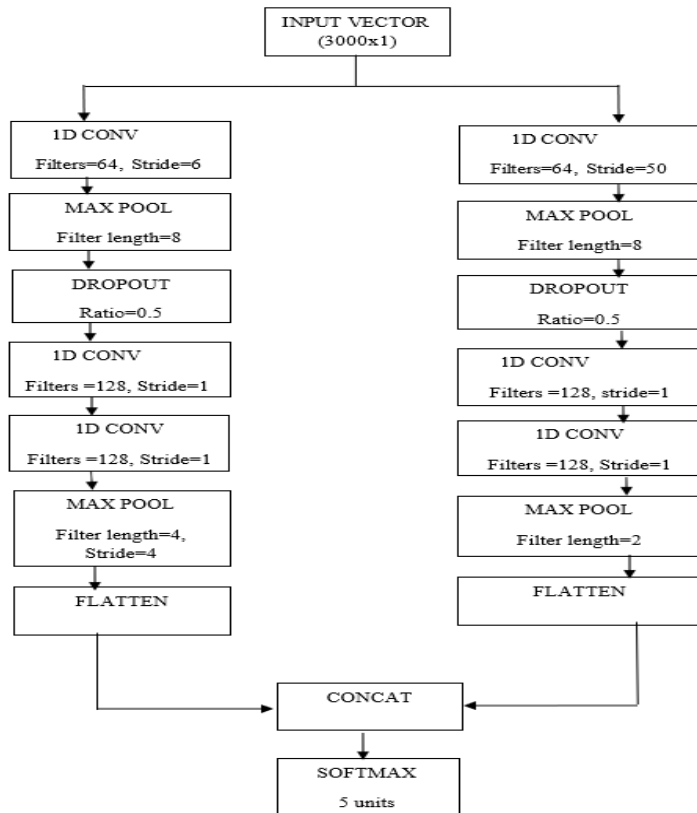 INPUT VECTOR
(3000x1)
1D CONV
Filters=64, Stride=6
MAX POOL
Filter length=8
DROPOUT
Ratio=0.5
1D CONV
Filters =128, Stride=1
1D CONV
Filters =128, Stride=1
MAX POOL
Filter length=4,
Stride=4
FLATTEN
1D CONV
Filters=64, Stride=50
MAX POOL
Filter length=8
DROPOUT
Ratio=0.5
1D CONV
Filters =128, stride=1
1D CONV
Filters =128, Stride=1
MAX POOL
Filter length=2
FLATTEN
CONCAT
SOFTMAX
5 units